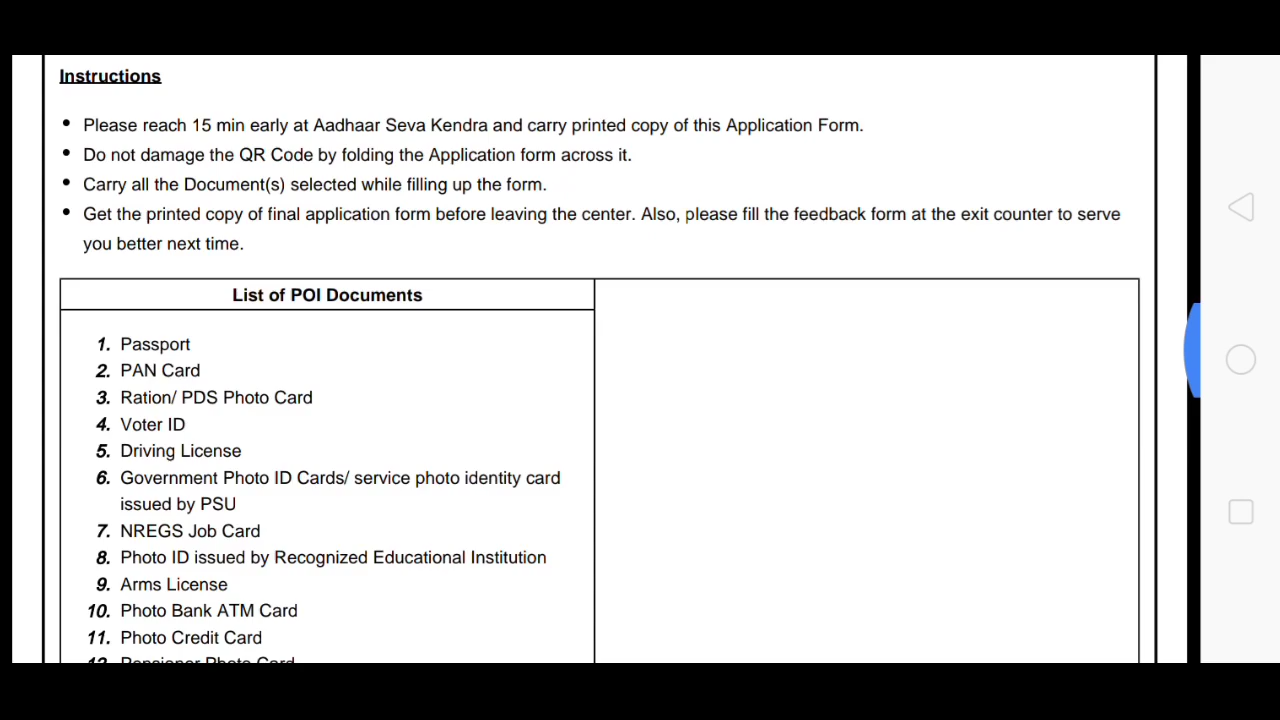 Instructions
• Please reach 15 min early at Aadhaar Seva Kendra and carry printed copy of this Application Form.
• Do not damage the QR Code by folding the Application form across it.
• Carry all the Document(s) selected while filling up the form.
• Get the printed copy of final application form before leaving the center. Also, please fill the feedback form at the exit counter to serve
you better next time.
List of POI Documents
1. Passport
2. PAN Card
3. Ration/ PDS Photo Card
4. Voter ID
5. Driving License
6. Government Photo ID Cards/ service photo identity card
issued by PSU
7. NREGS Job Card
8. Photo ID issued by Recognized Educational Institution
9. Arms License
10. Photo Bank ATM Card
11. Photo Credit Card
12. Pensioner Photo Card